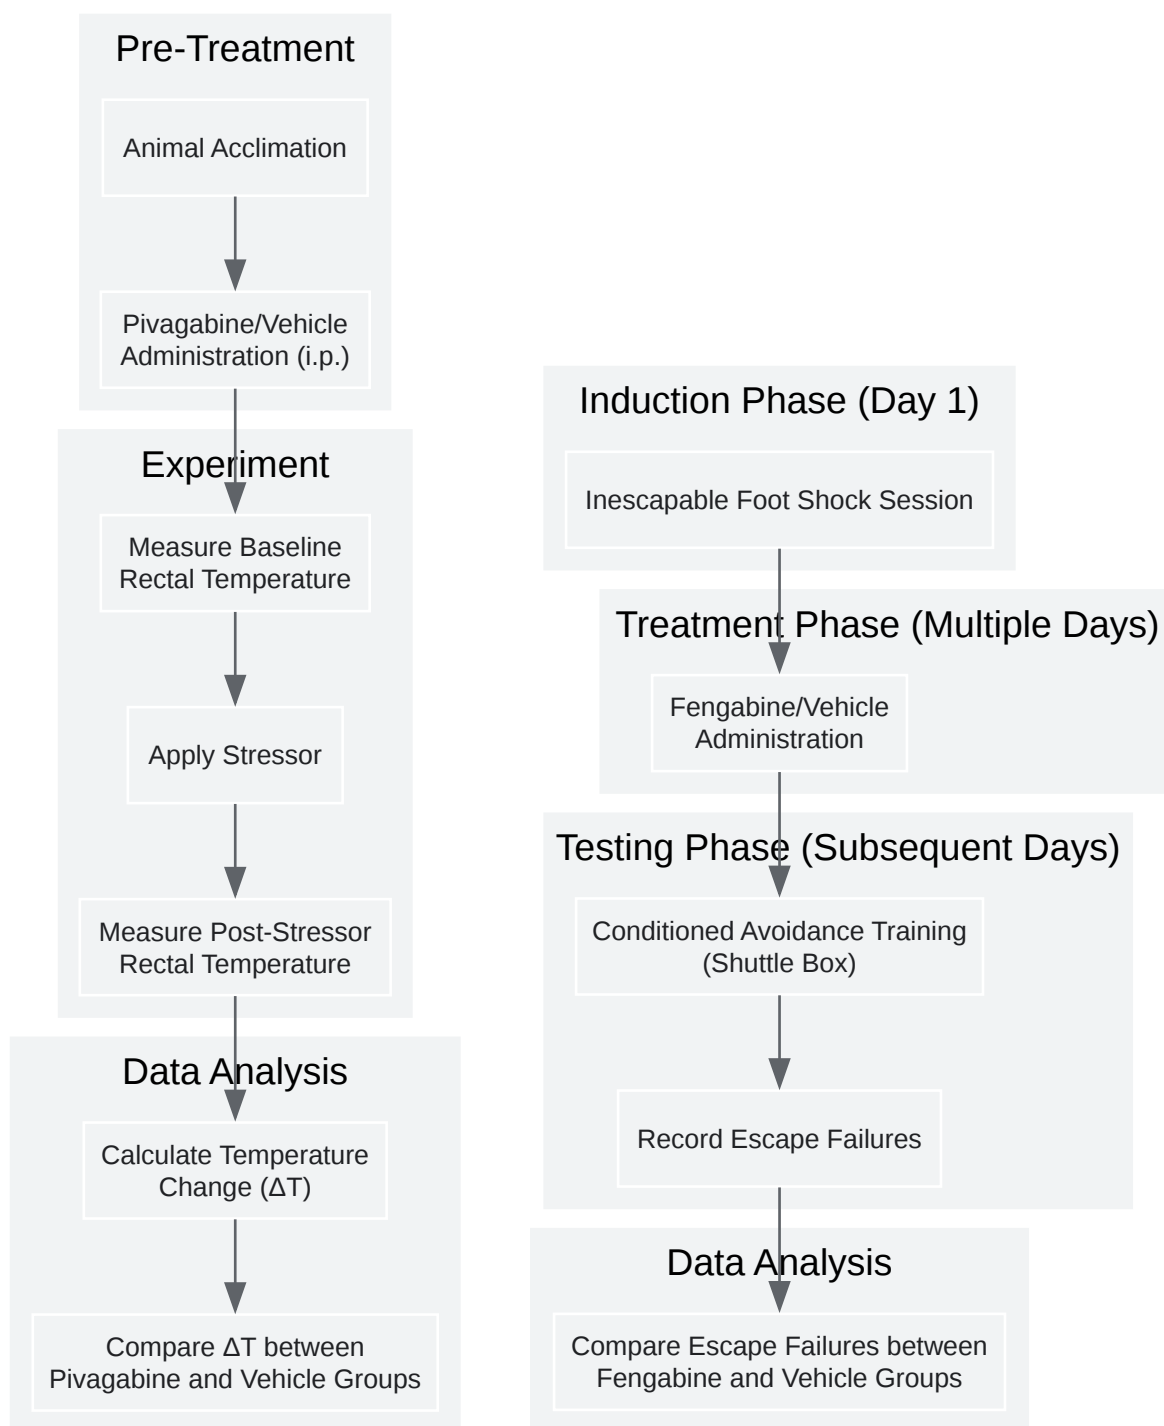 Pre-Treatment
Animal Acclimation
Pivagabine/Vehicle
Administration (i.p.)
Experiment
Measure Baseline
Rectal Temperature
Apply Stressor
Measure Post-Stressor
Rectal Temperature
Data Analysis
Calculate Temperature
Change (ΔT)
Compare ΔT between
Pivagabine and Vehicle Groups
Induction Phase (Day 1)
Inescapable Foot Shock Session
Treatment Phase (Multiple Days)
Fengabine/Vehicle
Administration
Testing Phase (Subsequent Days)
Conditioned Avoidance Training
(Shuttle Box)
Record Escape Failures
Data Analysis
Compare Escape Failures between
Fengabine and Vehicle Groups